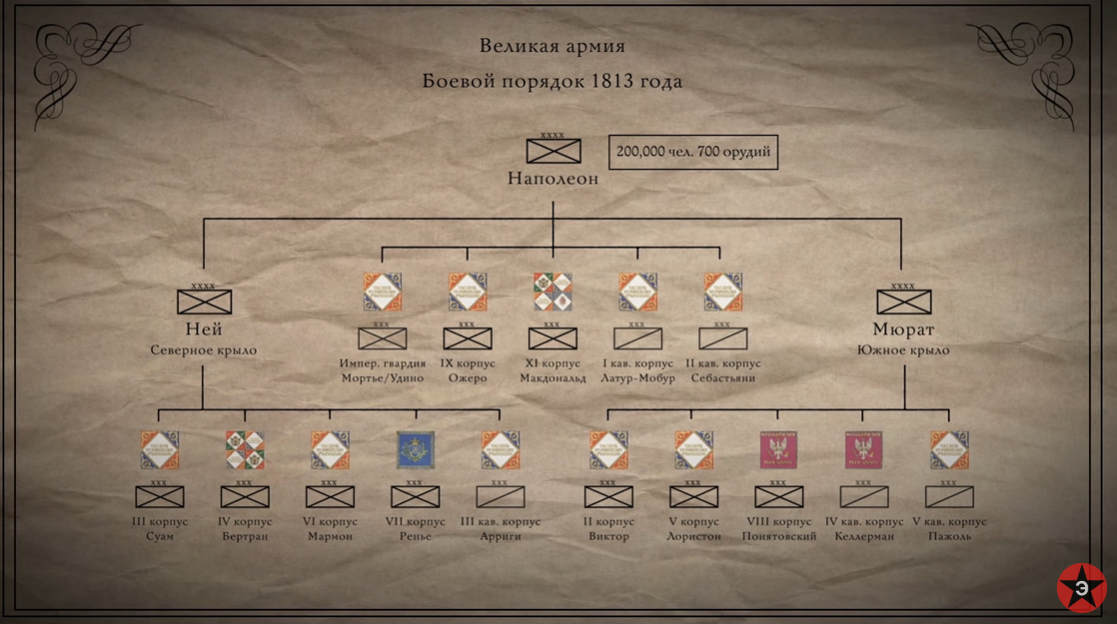 Великая армия
Боевой порядок 1813 года
xxxx
200,000 чел. 700 орудий
Наполеон
xxxx
Ней
Северное крыло
xxxx
Мюрат
Южное крыло
xxx
Импер. гвардия
Мортье/Удино
xxx
IX корпус
Ожеро
xxx
XI корпус
Макдональд
xxx
I кав. корпус
Латур-Мобур
xxx
II кав. корпус
Себастьяни
xxx
III корпус
Суам
xxx
IV корпус
Бертран
xxx
VI корпус
Мармон
xxx
VII корпус
Ренье
xxx
III кав. корпус
Арриги
xxx
II корпус
Виктор
xxx
V корпус
Лористон
xxx
VIII корпус
Понятовский
xxx
IV кав. корпус
Келлерман
xxx
V кав. корпус
Пажоль
Э